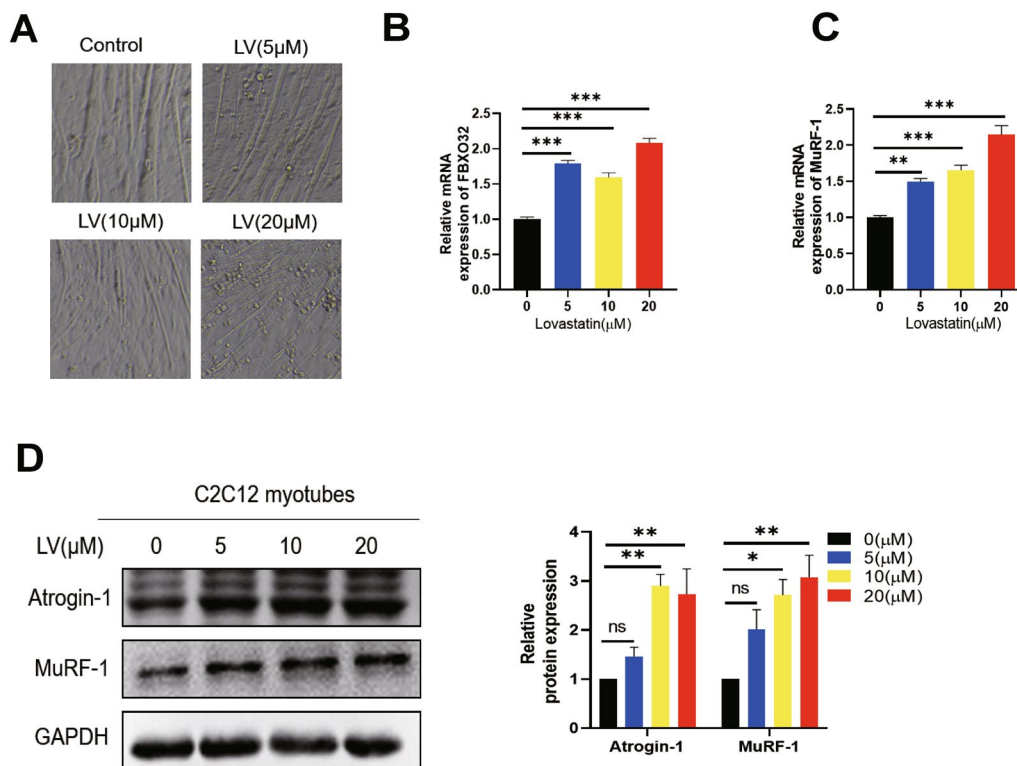 A
Control
LV(5μM)
LV(10μM)
LV(20μM)
B
Relative mRNA
expression of FBXO32
2.5
2.0
1.5
1.0
0.5
0.0
***
***
***
0 5 10 20
Lovastatin(μM)
C
Relative mRNA
expression of MuRF-1
2.5
2.0
1.5
1.0
0.5
0.0
***
***
**
0 5 10 20
Lovastatin(μM)
D
C2C12 myotubes
LV(μM) 0 5 10 20
Atrogin-1
MuRF-1
GAPDH
Relative
protein expression
4
3
2
1
0
**
**
ns
**
*
ns
Atrogin-1 MuRF-1
0(μM)
5(μM)
10(μM)
20(μM)